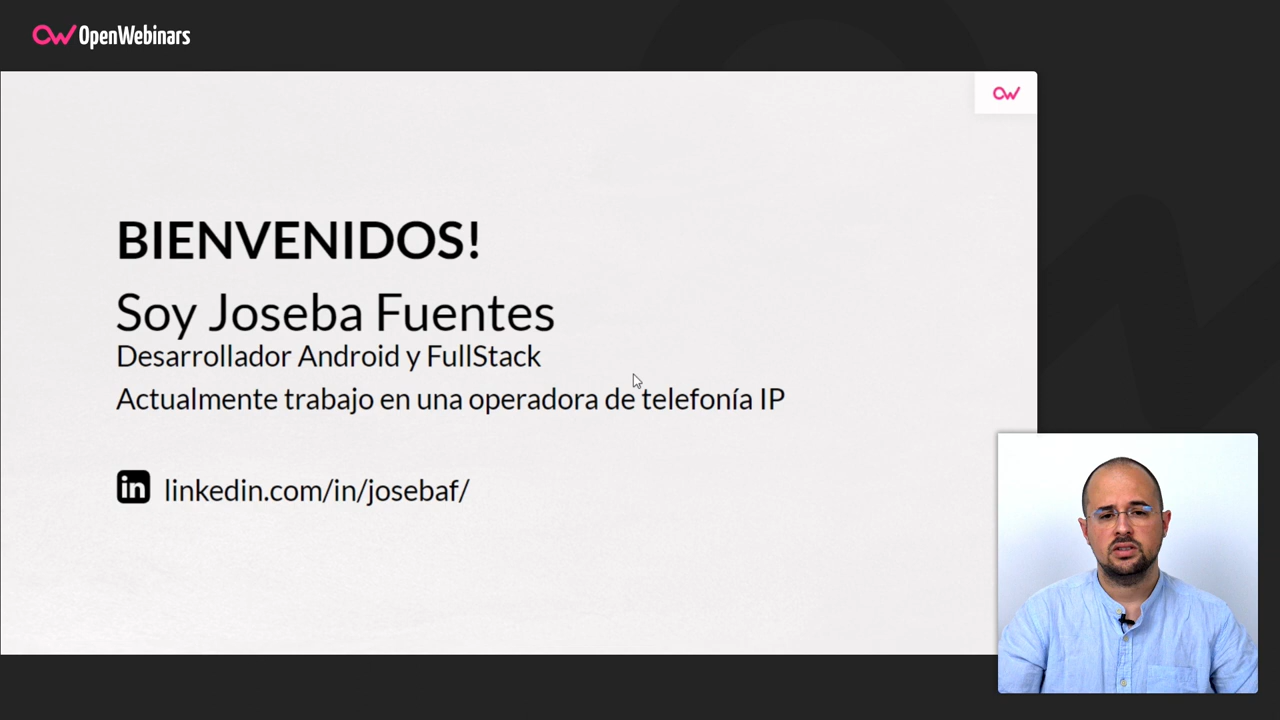 OpenWebinars
BIENVENIDOS!
Soy Joseba Fuentes
Desarrollador Android y FullStack
Actualmente trabajo en una operadora de telefonía IP
in linkedin.com/in/josebaf/